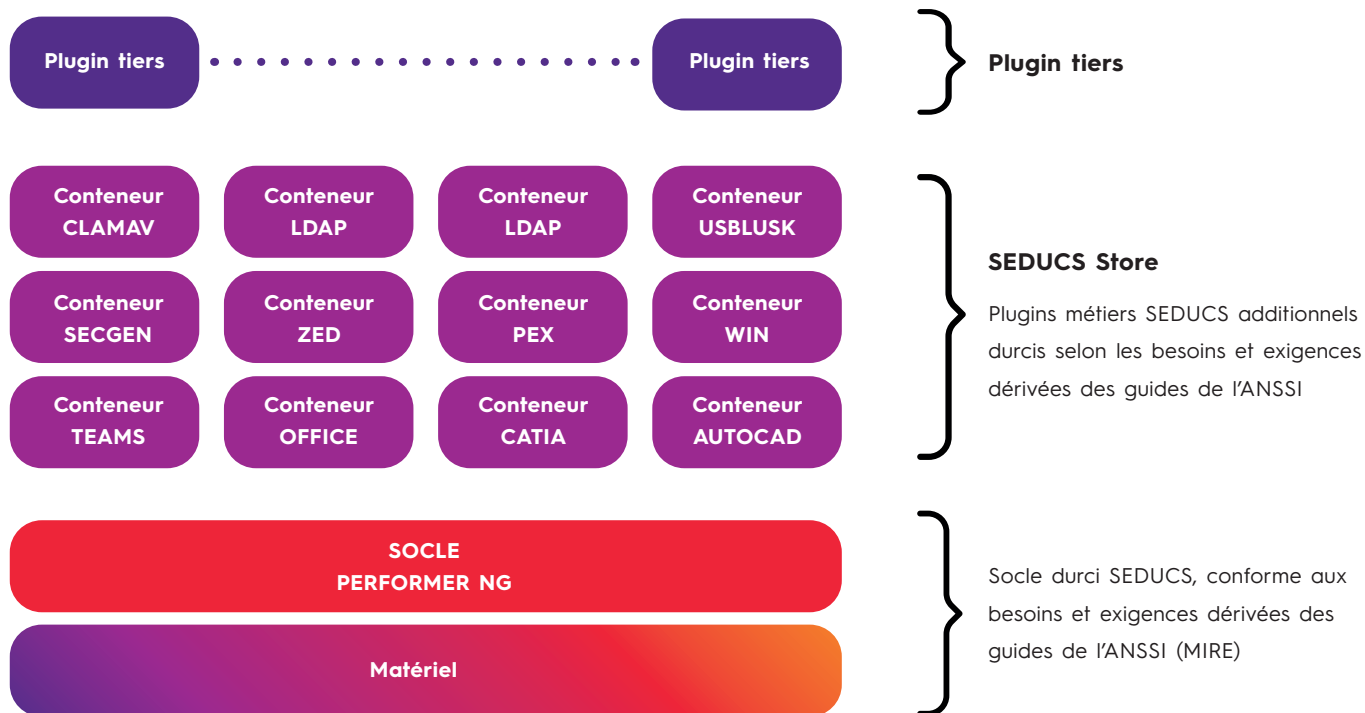 Plugin tiers
Plugin tiers
Plugin tiers
Conteneur
CLAMAV
Conteneur
LDAP
Conteneur
LDAP
Conteneur
USBLUSK
Conteneur
SECGEN
Conteneur
ZED
Conteneur
PEX
Conteneur
WIN
Conteneur
TEAMS
Conteneur
OFFICE
Conteneur
CATIA
Conteneur
AUTOCAD
SEDUCS Store
Plugins métiers SEDUCS additionnels
durcis selon les besoins et exigences
dérivées des guides de l'ANSSI
SOCLE
PERFORMER NG
Matériel
Socle durci SEDUCS, conforme aux
besoins et exigences dérivées des
guides de l'ANSSI (MIRE)